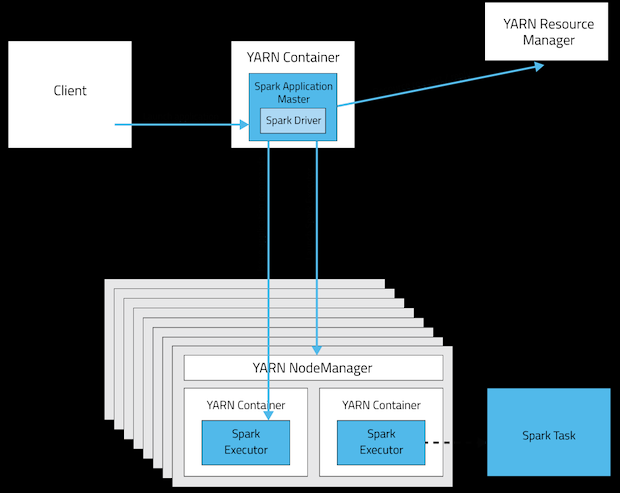 Client
YARN Container
Spark Application
Master
Spark Driver
YARN Resource
Manager
YARN NodeManager
YARN Container
Spark
Executor
YARN Container
Spark
Executor
Spark Task